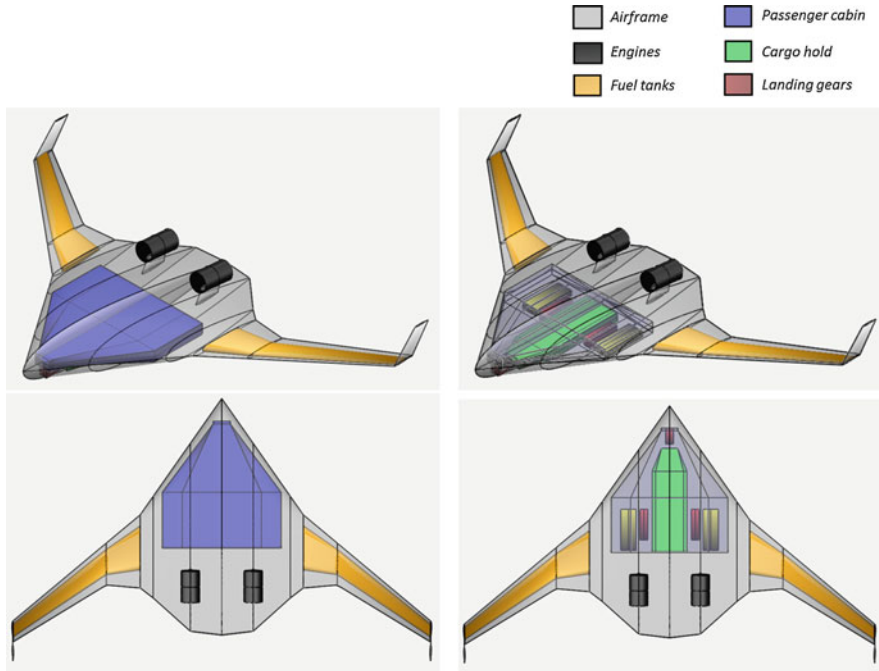 Airframe
Passenger cabin
Engines
Cargo hold
Fuel tanks
Landing gears